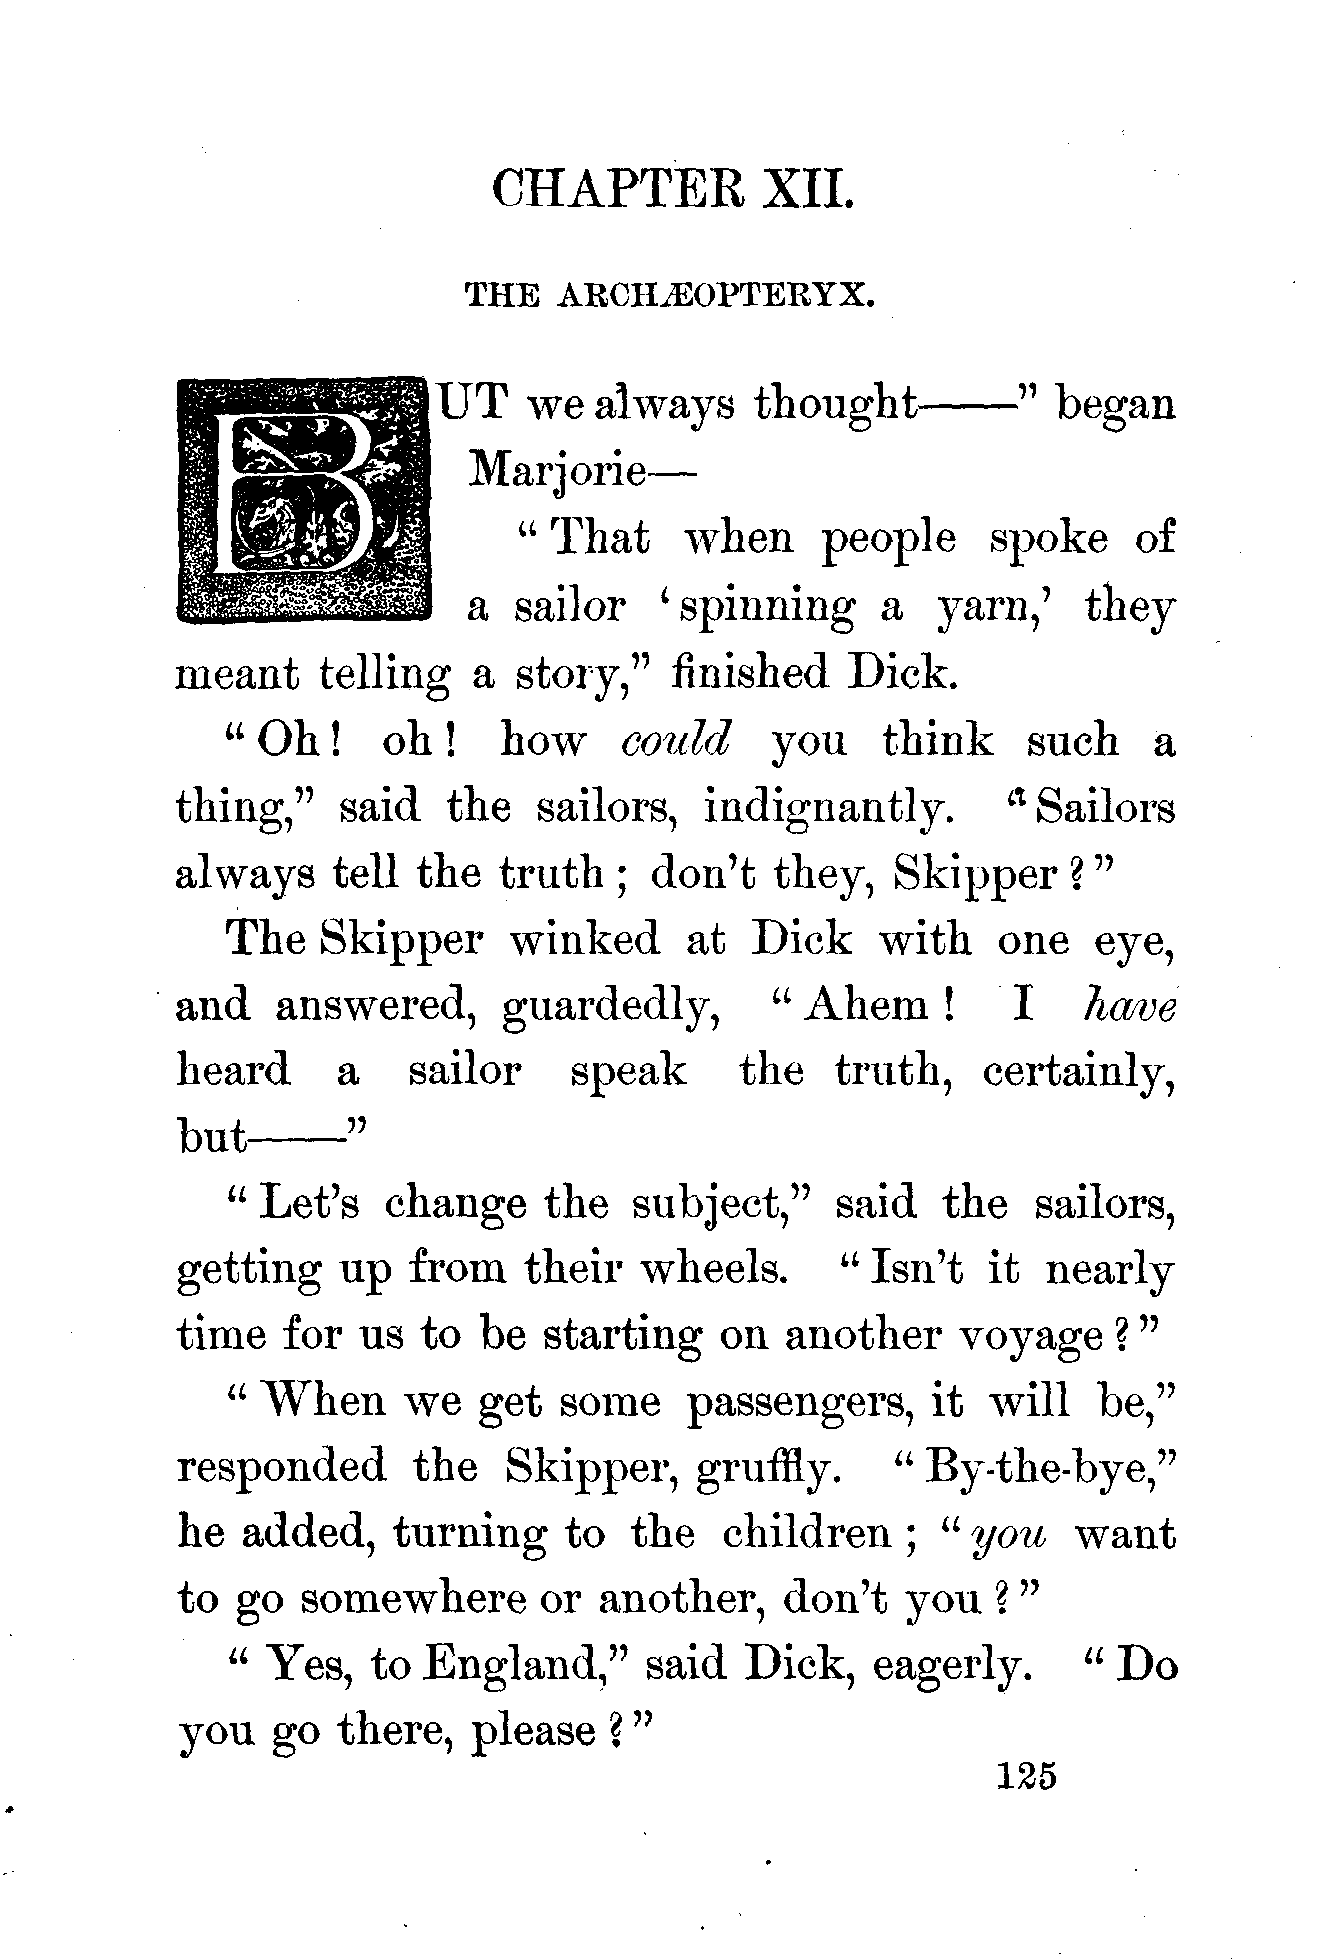 CHAPTER XII.
THE ARCHÆOPTERYX.
BUT we always thought——” began
Marjorie—
“ That when people spoke of
a sailor ‘ spinning a yarn,’ they
meant telling a story,” finished Dick.
“ Oh ! oh ! how could you think such a
thing,” said the sailors, indignantly. “ Sailors
always tell the truth ; don’t they, Skipper ? ”
The Skipper winked at Dick with one eye,
and answered, guardedly, “ Ahem ! I have
heard a sailor speak the truth, certainly,
but——”
“ Let’s change the subject,” said the sailors,
getting up from their wheels. “ Isn’t it nearly
time for us to be starting on another voyage ? ”
“ When we get some passengers, it will be,”
responded the Skipper, gruffly. “ By-the-bye,”
he added, turning to the children ; “ you want
to go somewhere or another, don’t you ? ”
“ Yes, to England,” said Dick, eagerly. “ Do
you go there, please ? ”
125